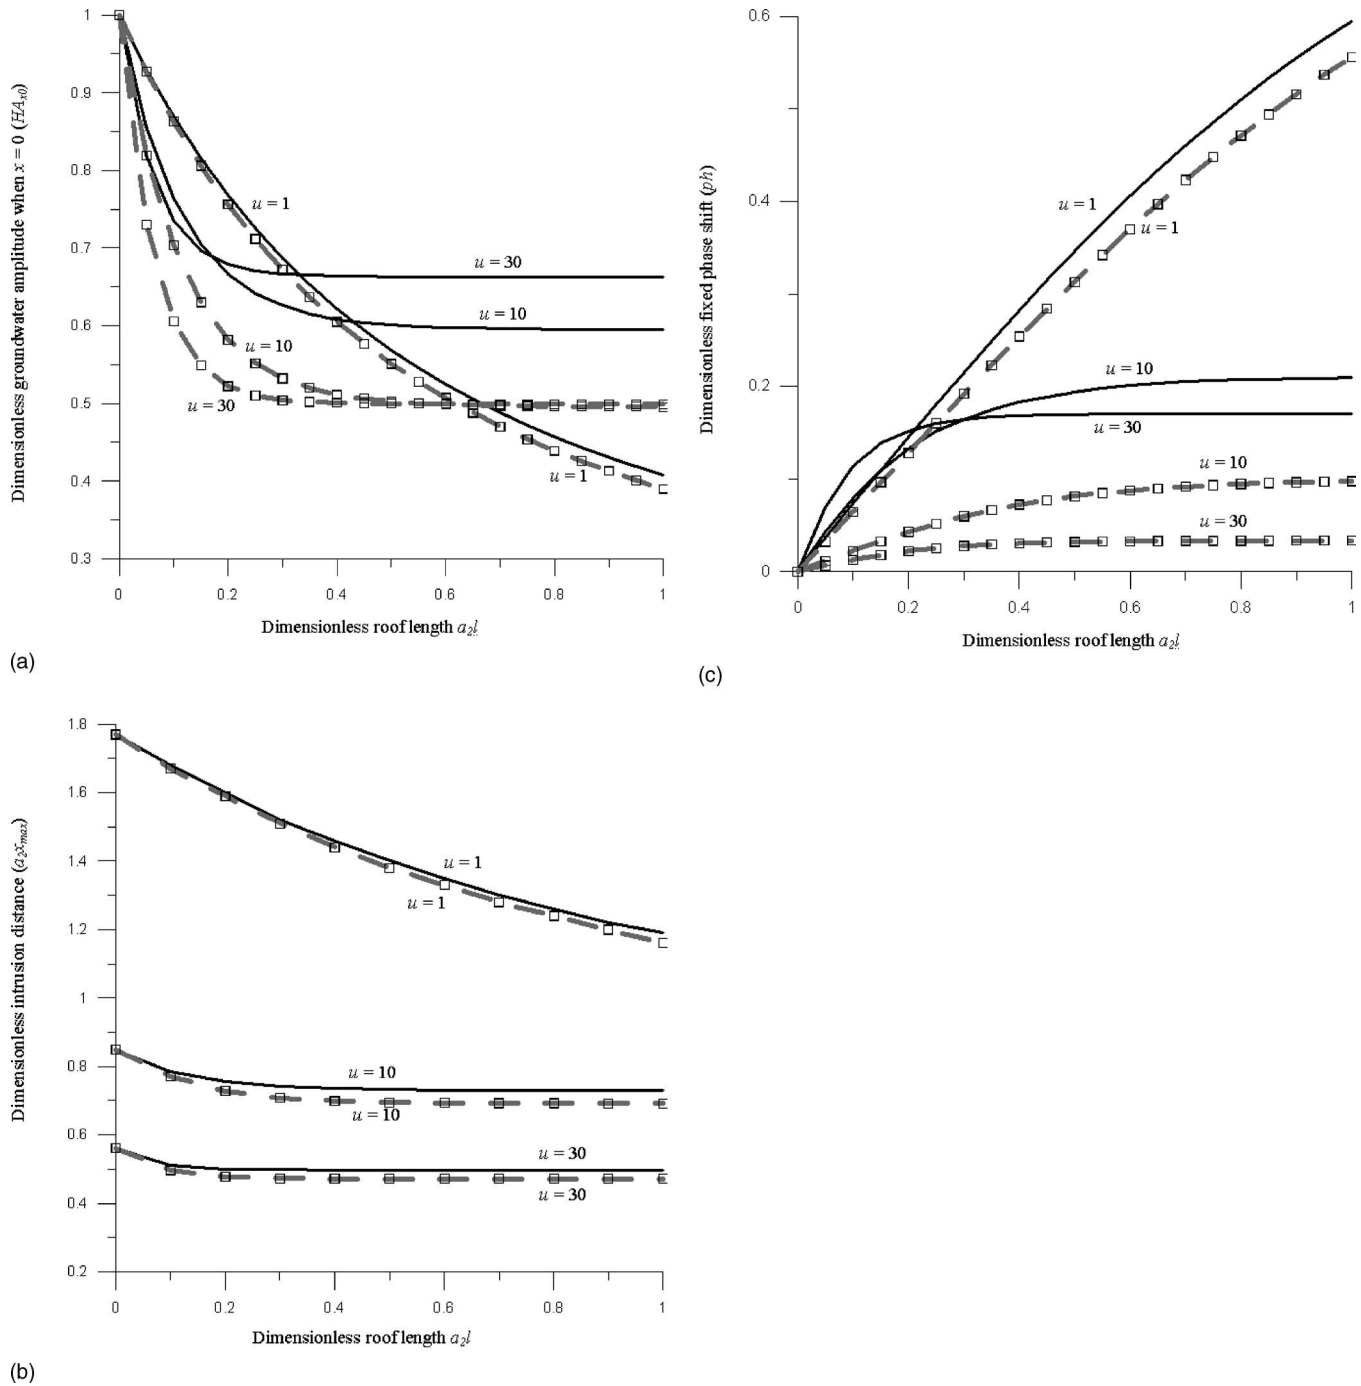 1
0.9
0.8
0.7
0.6
0.5
0.4
0.3
0
0.2
0.4
0.6
0.8
1
Dimensionless groundwater amplitude when x = 0 (HAx0)
u = 1
u = 30
u = 10
u = 10
u = 30
u = 1
Dimensionless roof length a2l
(a)
0.6
0.4
0.2
0
0
0.2
0.4
0.6
0.8
1
Dimensionless fixed phase shift (ph)
u = 1
u = 1
u = 10
u = 30
u = 10
u = 30
Dimensionless roof length a2l
(c)
1.8
1.6
1.4
1.2
1
0.8
0.6
0.4
0.2
0
0.2
0.4
0.6
0.8
1
Dimensionless intrusion distance (a2xmax)
u = 1
u = 1
u = 10
u = 10
u = 30
u = 30
Dimensionless roof length a2l
(b)